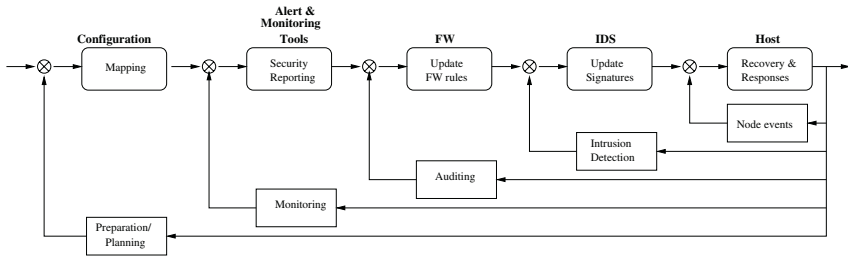 Alert &
Monitoring
Configuration
Tools
FW
IDS
Host
Mapping
Security
Reporting
Update
FW rules
Update
Signatures
Recovery &
Responses
Node events
Intrusion
Detection
Auditing
Monitoring
Preparation/
Planning